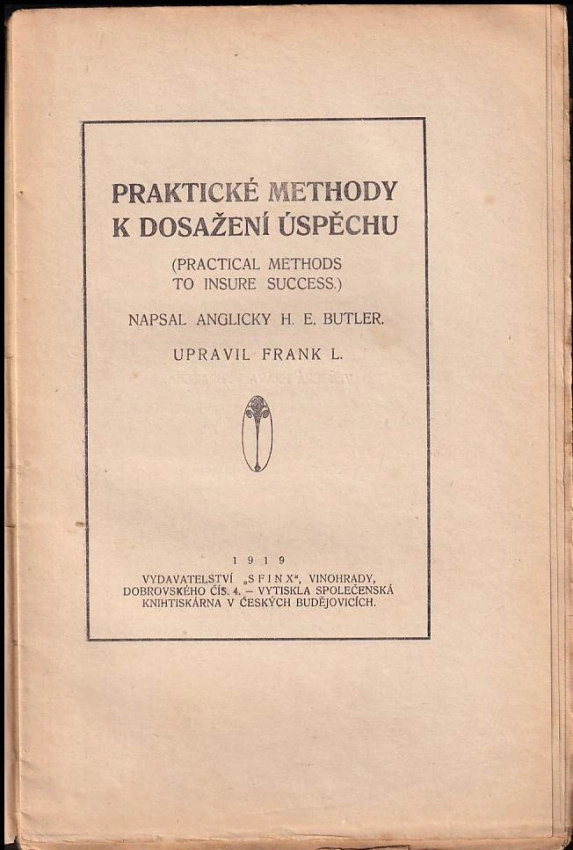 PRAKTICKÉ METHODY
K DOSAŽENÍ ÚSPĚCHU
(PRACTICAL METHODS
TO INSURE SUCCESS.)
NAPSAL ANGLICKY H. E. BUTLER.
UPRAVIL FRANK L.
1919
VYDAVATELSTVÍ „SFINX“, VINOHRADY,
DOBROVSKÉHO ČÍS. 4. – VYTISKLA SPOLEČENSKÁ
KNIHTISKÁRNA V ČESKÝCH BUDĚJOVICÍCH.